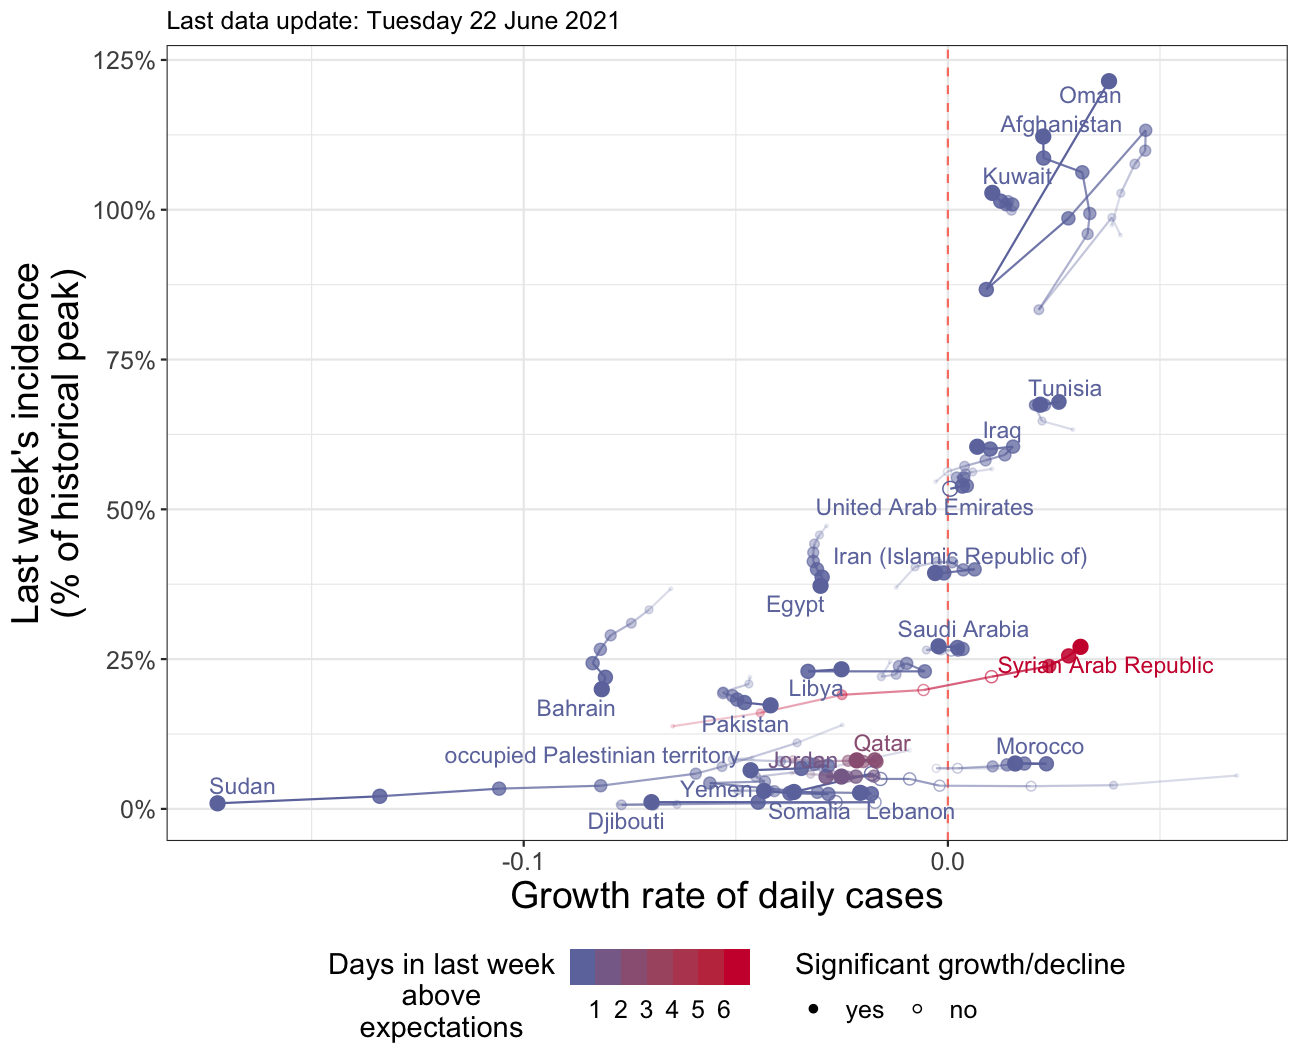 Last data update: Tuesday 22 June 2021
125%
100%
75%
50%
25%
0%
Last week's incidence
(% of historical peak)
Oman
Afghanistan
Kuwait
Tunisia
Iraq
United Arab Emirates
Iran (Islamic Republic of)
Egypt
Saudi Arabia
Syrian Arab Republic
Libya
Bahrain
Pakistan
Qatar
Morocco
occupied Palestinian territory
Jordan
Sudan
Yemen
Somalia
Lebanon
Djibouti
-0.1
0.0
Growth rate of daily cases
Days in last week
above
expectations
1 2 3 4 5 6
Significant growth/decline
yes
no